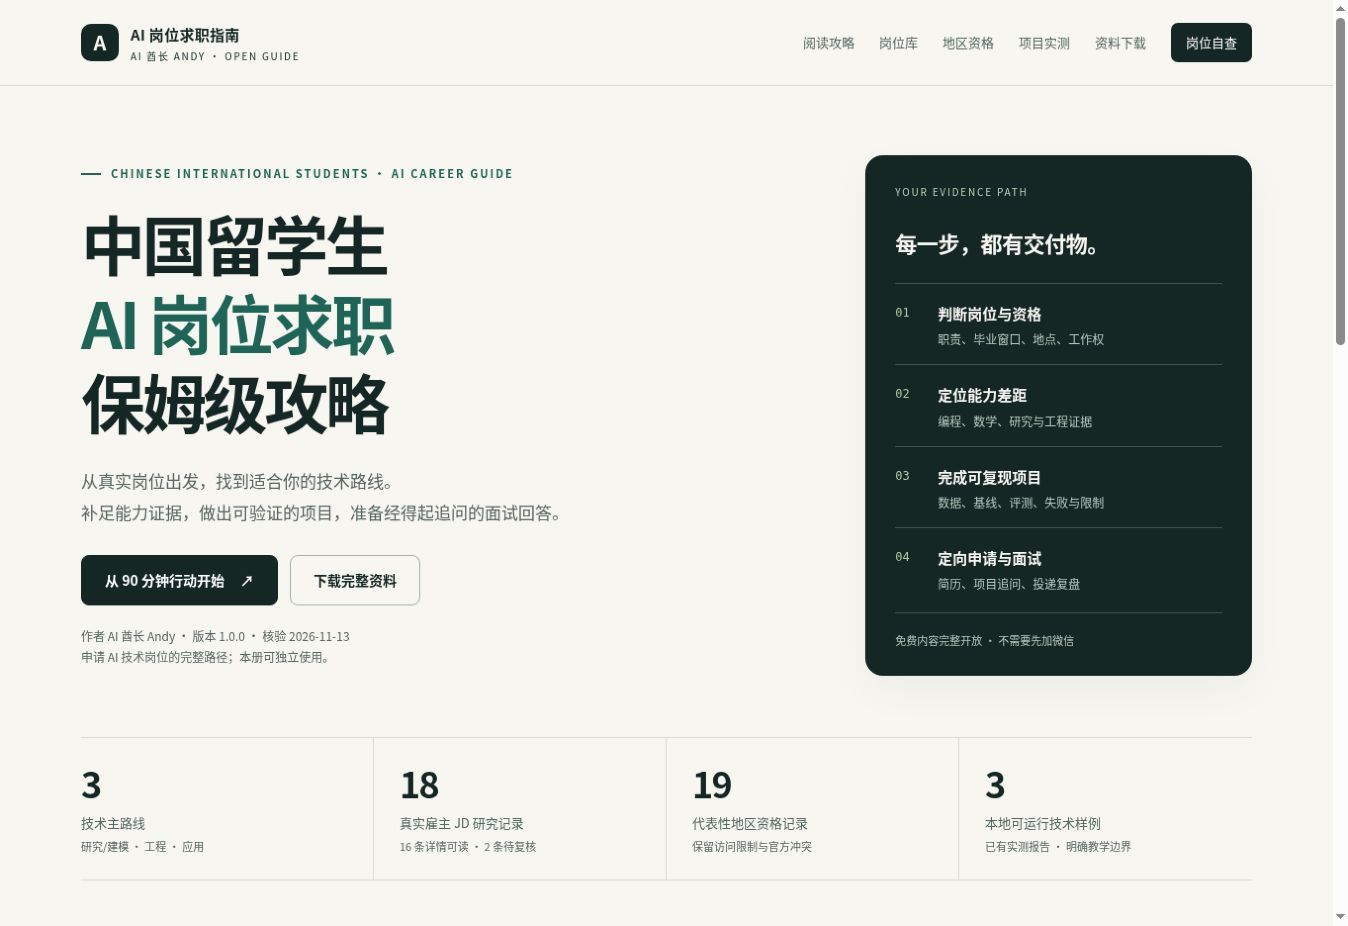 A
AI 岗位求职指南
AI 酋长 ANDY · OPEN GUIDE
阅读攻略
岗位库
地区资格
项目实测
资料下载
岗位自查
CHINESE INTERNATIONAL STUDENTS · AI CAREER GUIDE
中国留学生
AI 岗位求职
保姆级攻略
从真实岗位出发，找到适合你的技术路线。
补足能力证据，做出可验证的项目，准备经得起追问的面试回答。
从 90 分钟行动开始 ↗
下载完整资料
作者 AI 酋长 Andy · 版本 1.0.0 · 核验 2026-11-13
申请 AI 技术岗位的完整路径；本册可独立使用。
YOUR EVIDENCE PATH
每一步，都有交付物。
01 判断岗位与资格
职责、毕业窗口、地点、工作权
02 定位能力差距
编程、数学、研究与工程证据
03 完成可复现项目
数据、基线、评测、失败与限制
04 定向申请与面试
简历、项目追问、投递复盘
免费内容完整开放 · 不需要先加微信
3
技术主路线
研究/建模 · 工程 · 应用
18
真实雇主 JD 研究记录
16 条详情可读 · 2 条待复核
19
代表性地区资格记录
保留访问限制与官方冲突
3
本地可运行技术样例
已有实测报告 · 明确教学边界